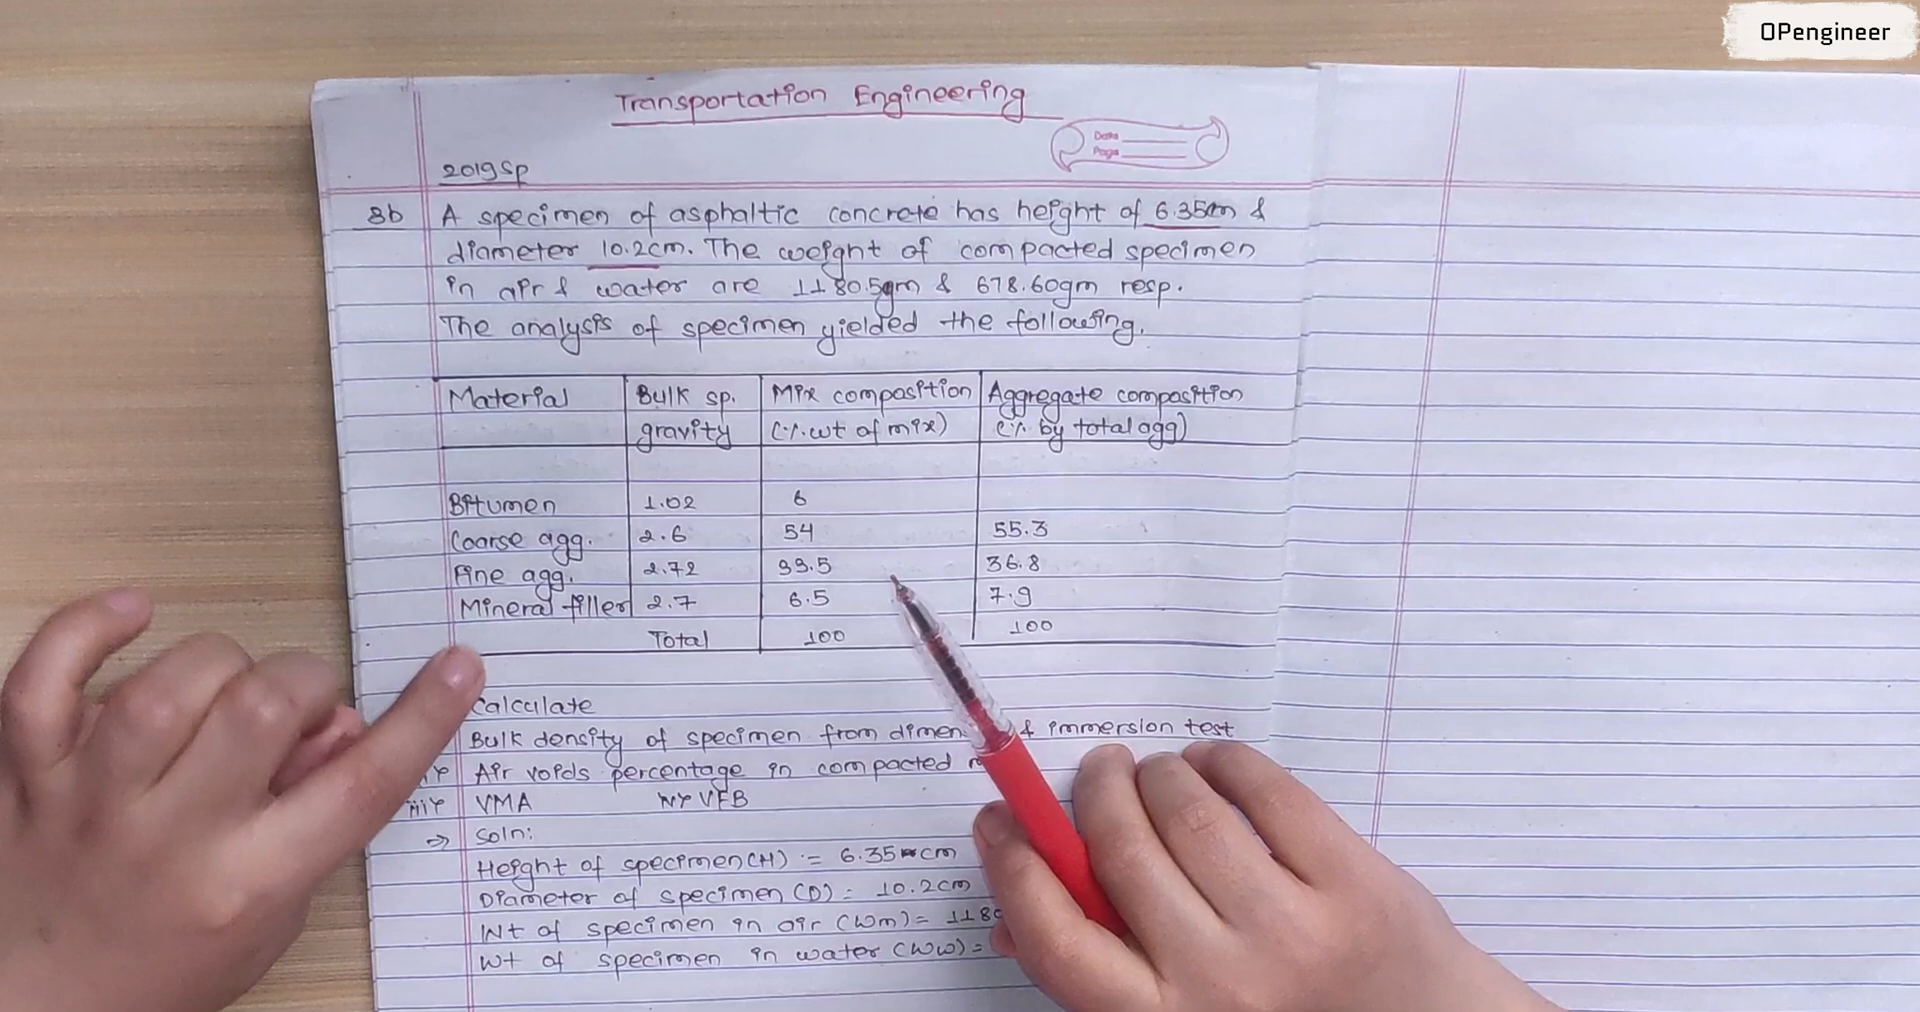 OPengineer
Transportation Engineering
Date
Page
2019 sp
8b A specimen of asphaltic concrete has height of 6.35cm &
diameter 10.2cm. The weight of compacted specimen
in air & water are 1180.5gm & 678.60gm resp.
The analysis of specimen yielded the following.
Material Bulk sp. gravity Mix composition (% wt of mix) Aggregate composition (% by total agg)
Bitumen 1.02 6
Coarse agg. 2.6 54 55.3
Fine agg. 2.72 33.5 36.8
Mineral filler 2.7 6.5 7.9
Total 100 100
Calculate
Bulk density of specimen from & immersion test
Air voids percentage in compacted
iii> VMA iv> VFB
=> Soln:
Height of specimen (H) = 6.35 cm
Diameter of specimen (D) = 10.2cm
Wt of specimen in air (Wm) = 118
Wt of specimen in water (Ww) =